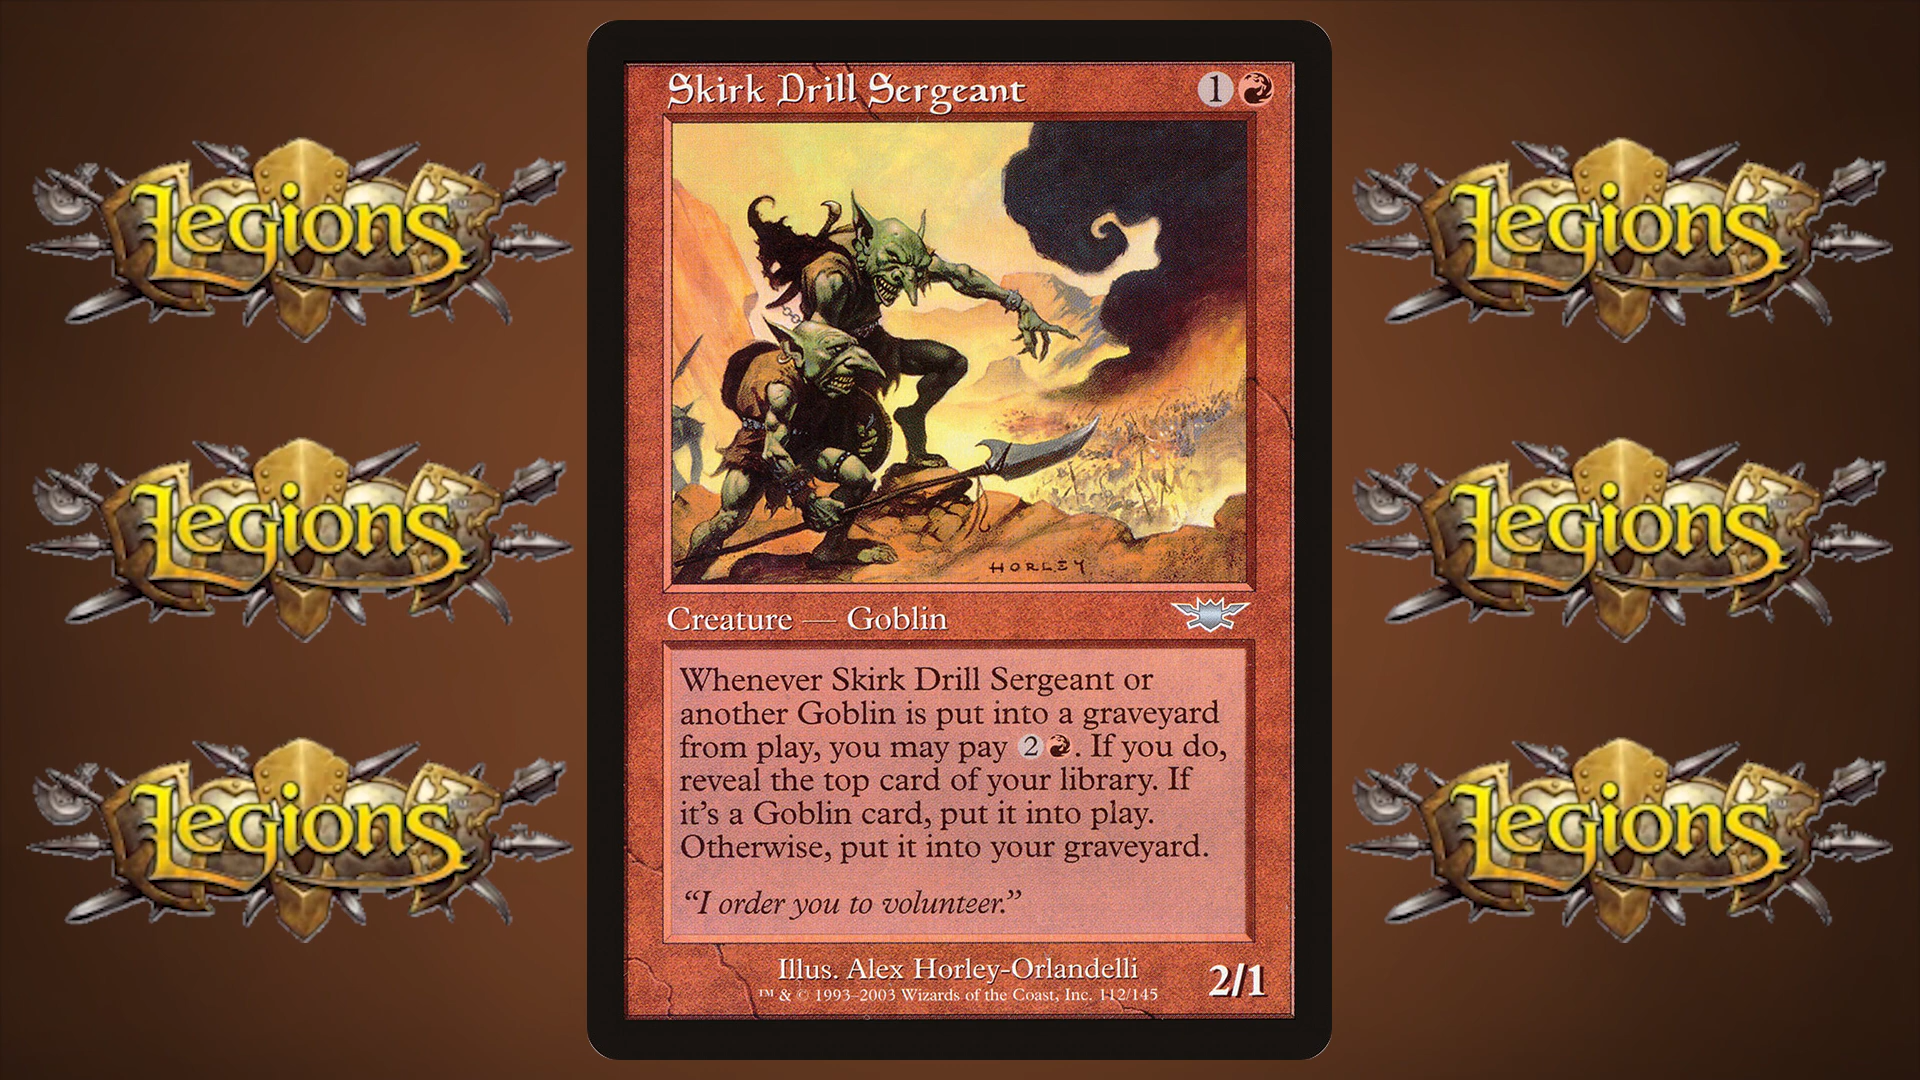 Legions
Legions
Legions
Skirk Drill Sergeant 1
HORLEY
Creature — Goblin
Whenever Skirk Drill Sergeant or
another Goblin is put into a graveyard
from play, you may pay 2 . If you do,
reveal the top card of your library. If
it's a Goblin card, put it into play.
Otherwise, put it into your graveyard.
“I order you to volunteer.”
Illus. Alex Horley-Orlandelli
™ & © 1993–2003 Wizards of the Coast, Inc. 112/145
2/1
Legions
Legions
Legions